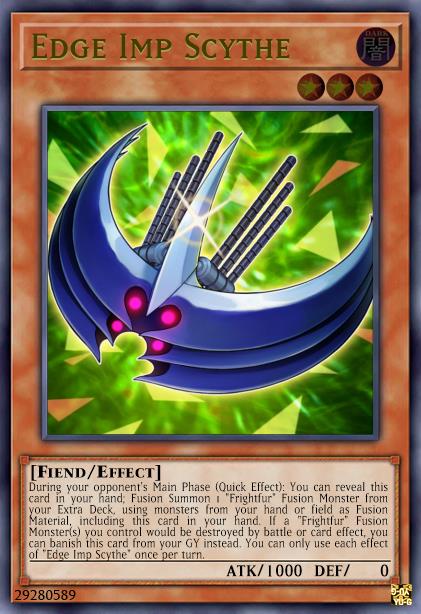 EDGE IMP SCYTHE
DARK
闇
[FIEND/EFFECT]
During your opponent's Main Phase (Quick Effect): You can reveal this
card in your hand; Fusion Summon 1 "Frightfur" Fusion Monster from
your Extra Deck, using monsters from your hand or field as Fusion
Material, including this card in your hand. If a "Frightfur" Fusion
Monster(s) you control would be destroyed by battle or card effect, you
can banish this card from your GY instead. You can only use each effect
of "Edge Imp Scythe" once per turn.
ATK/1000 DEF/ 0
29280589